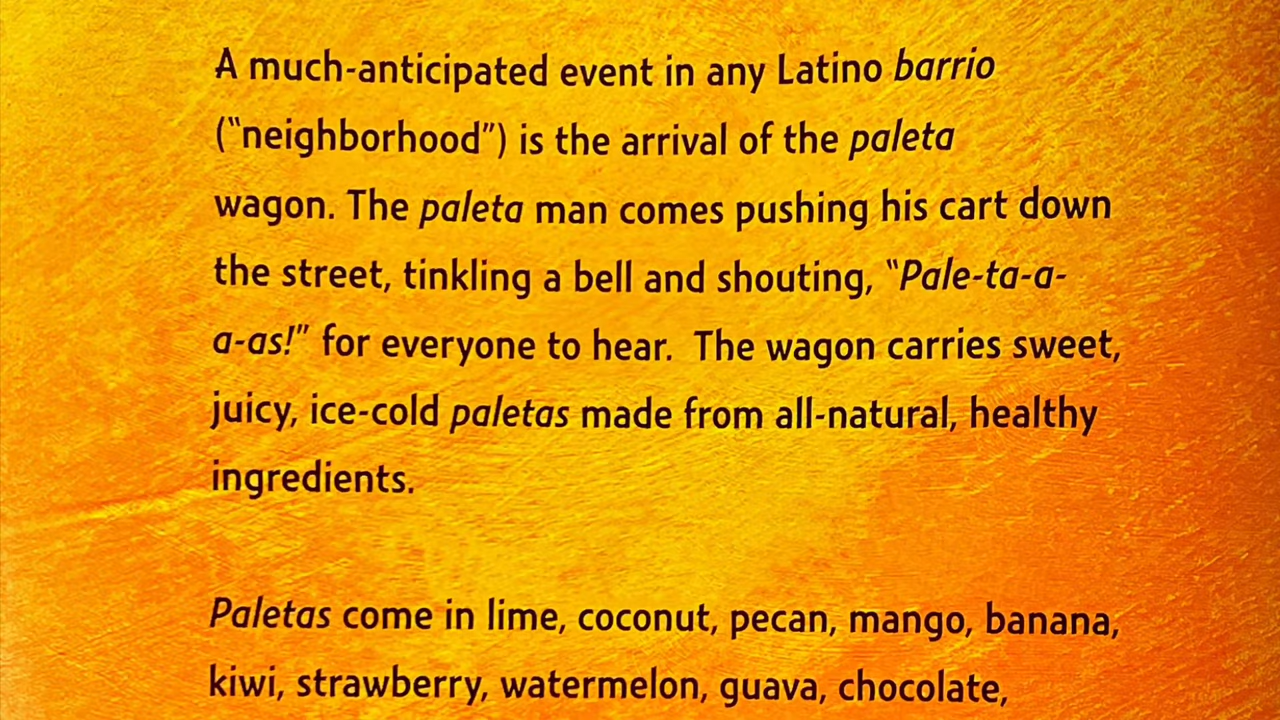 A much-anticipated event in any Latino barrio
("neighborhood") is the arrival of the paleta
wagon. The paleta man comes pushing his cart down
the street, tinkling a bell and shouting, "Pale-ta-a-
a-as!" for everyone to hear.  The wagon carries sweet,
juicy, ice-cold paletas made from all-natural, healthy
ingredients.
Paletas come in lime, coconut, pecan, mango, banana,
kiwi, strawberry, watermelon, guava, chocolate,